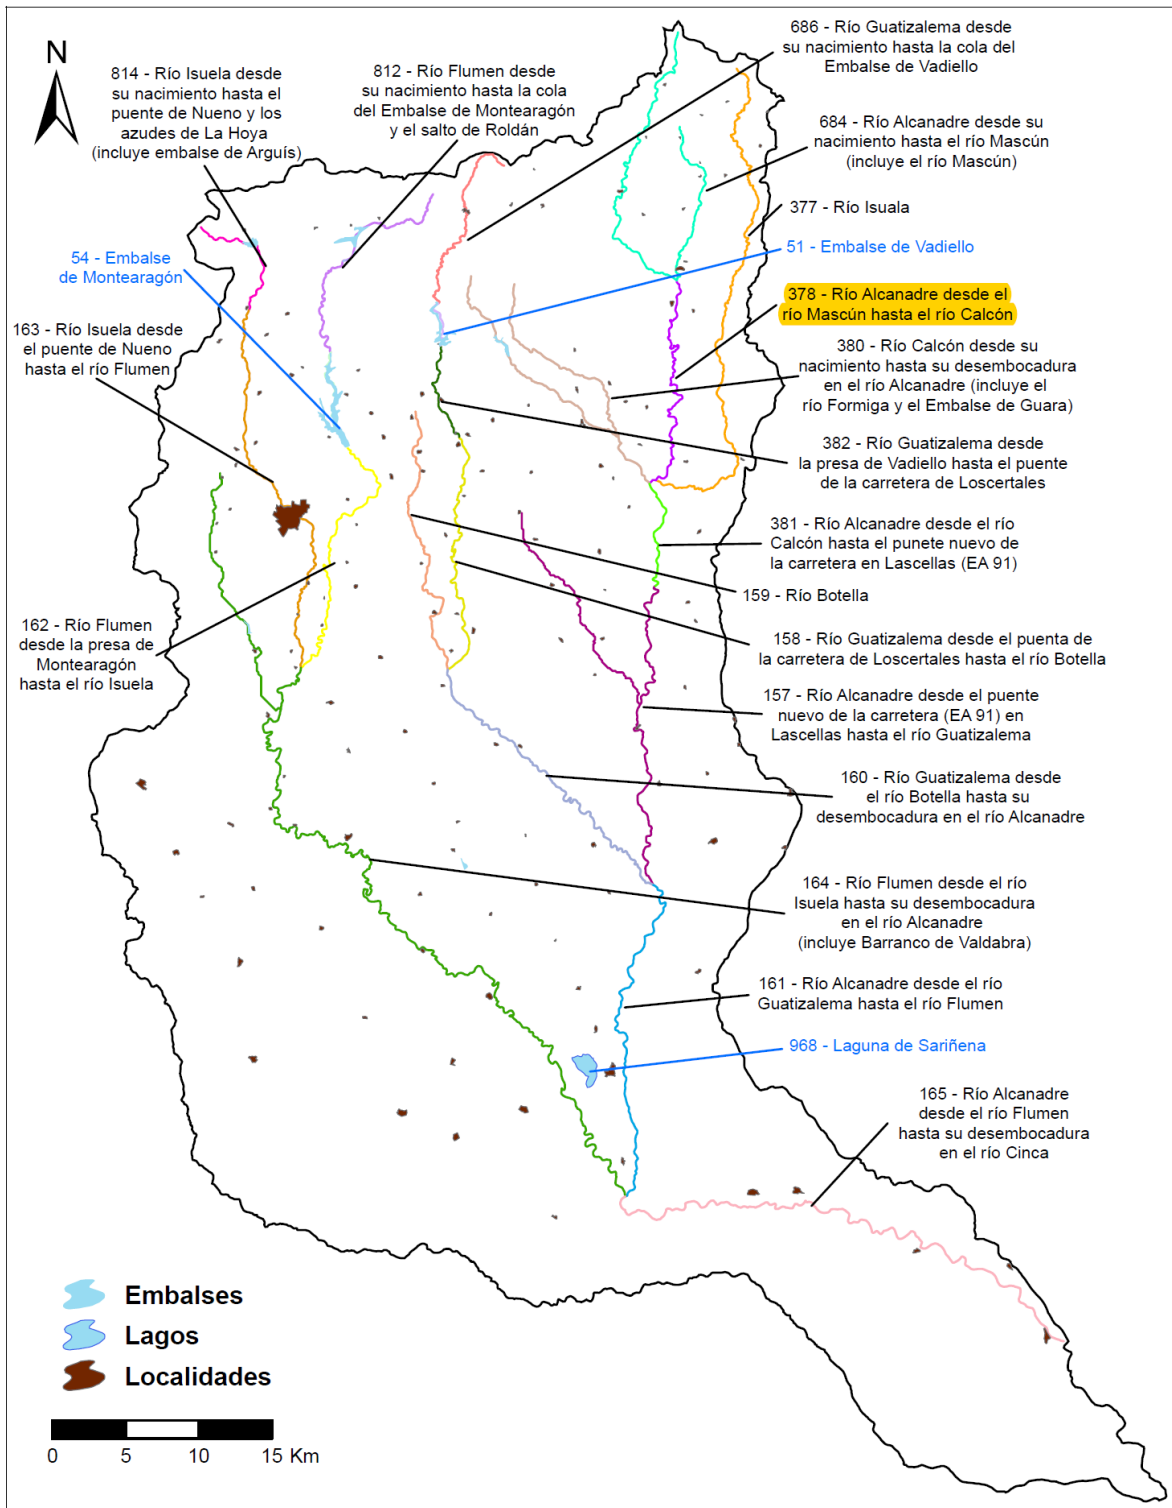 686 - Río Guatizalema desde
su nacimiento hasta la cola del
Embalse de Vadiello
N
814 - Río Isuela desde
su nacimiento hasta el
puente de Nueno y los
azudes de La Hoya
(incluye embalse de Arguís)
812 - Río Flumen desde
su nacimiento hasta la cola
del Embalse de Montearagón
y el salto de Roldán
684 - Río Alcanadre desde su
nacimiento hasta el río Mascún
(incluye el río Mascún)
377 - Río Isuala
51 - Embalse de Vadiello
54 - Embalse
de Montearagón
378 - Río Alcanadre desde el
río Mascún hasta el río Calcón
163 - Río Isuela desde
el puente de Nueno
hasta el río Flumen
380 - Río Calcón desde su
nacimiento hasta su desembocadura
en el río Alcanadre (incluye el
río Formiga y el Embalse de Guara)
382 - Río Guatizalema desde
la presa de Vadiello hasta el puente
de la carretera de Loscertales
381 - Río Alcanadre desde el río
Calcón hasta el punete nuevo de
la carretera en Lascellas (EA 91)
159 - Río Botella
162 - Río Flumen
desde la presa de
Montearagón
hasta el río Isuela
158 - Río Guatizalema desde el puenta de
la carretera de Loscertales hasta el río Botella
157 - Río Alcanadre desde el puente
nuevo de la carretera (EA 91) en
Lascellas hasta el río Guatizalema
160 - Río Guatizalema desde
el río Botella hasta su
desembocadura en el río Alcanadre
164 - Río Flumen desde el río
Isuela hasta su desembocadura
en el río Alcanadre
(incluye Barranco de Valdabra)
161 - Río Alcanadre desde el río
Guatizalema hasta el río Flumen
968 - Laguna de Sariñena
165 - Río Alcanadre
desde el río Flumen
hasta su desembocadura
en el río Cinca
Embalses
Lagos
Localidades
0 5 10 15 Km